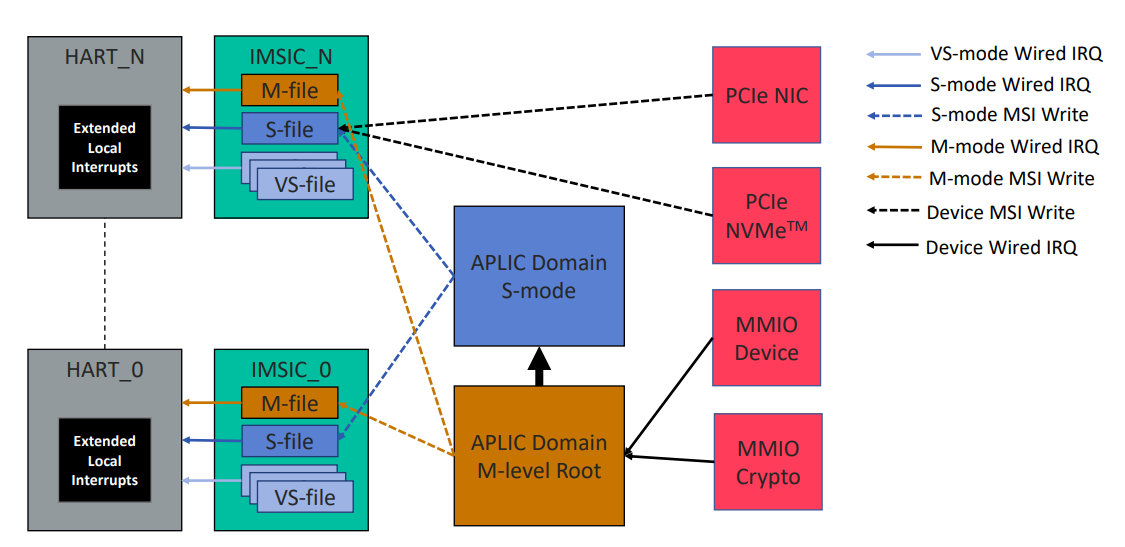 HART_N
IMSIC_N
M-file
S-file
VS-file
Extended
Local
Interrupts
PCIe NIC
PCIe
NVMe™
APLIC Domain
S-mode
MMIO
Device
HART_0
IMSIC_0
M-file
S-file
VS-file
Extended
Local
Interrupts
APLIC Domain
M-level Root
MMIO
Crypto
VS-mode Wired IRQ
S-mode Wired IRQ
S-mode MSI Write
M-mode Wired IRQ
M-mode MSI Write
Device MSI Write
Device Wired IRQ